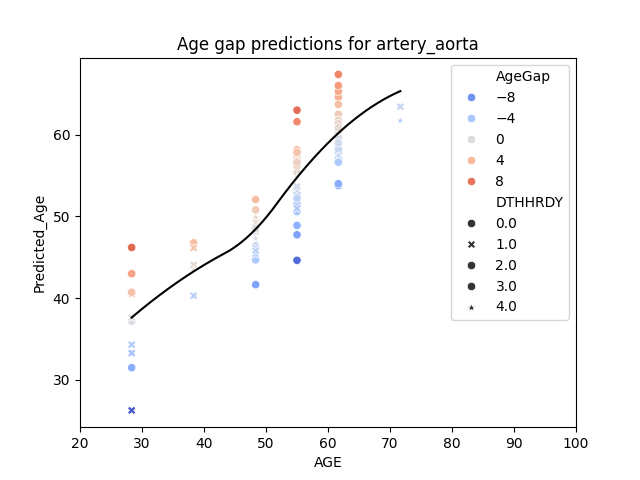 Age gap predictions for artery_aorta
Predicted_Age
60
50
40
30
20 30 40 50 60 70 80 90 100
AGE
AgeGap
−8
−4
0
4
8
DTHHRDY
0.0
1.0
2.0
3.0
4.0